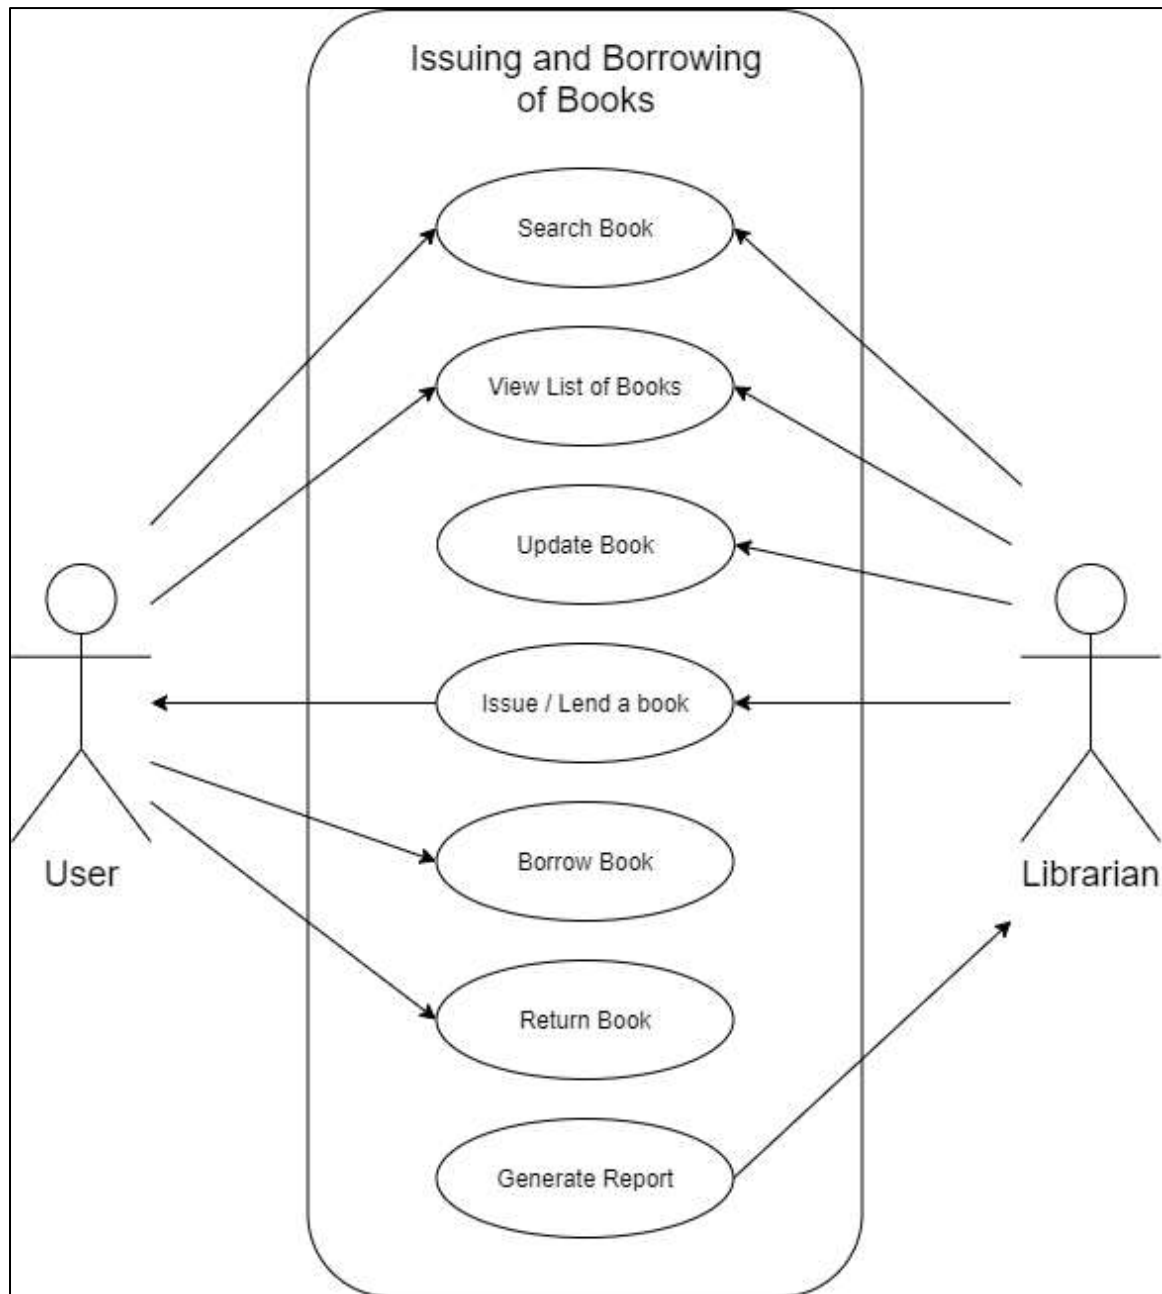 Issuing and Borrowing
of Books
Search Book
View List of Books
Update Book
Issue / Lend a book
Borrow Book
User
Librarian
Return Book
Generate Report